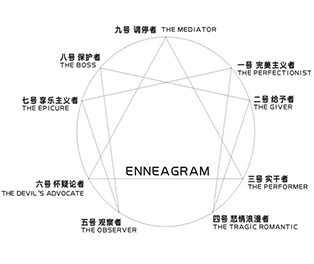 九号 调停者 THE MEDIATOR
八号 保护者
THE BOSS
一号 完美主义者
THE PERFECTIONIST
七号 享乐主义者
THE EPICURE
二号 给予者
THE GIVER
ENNEAGRAM
六号 怀疑论者
THE DEVIL'S ADVOCATE
三号 实干者
THE PERFORMER
五号 观察者
THE OBSERVER
四号 悲情浪漫者
THE TRAGIC ROMANTIC